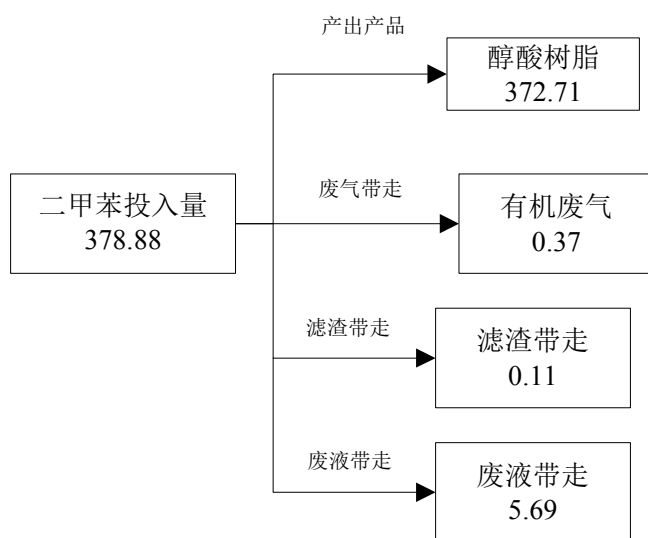 产出产品
醇酸树脂
372.71
二甲苯投入量
378.88
废气带走
有机废气
0.37
滤渣带走
滤渣带走
0.11
废液带走
废液带走
5.69